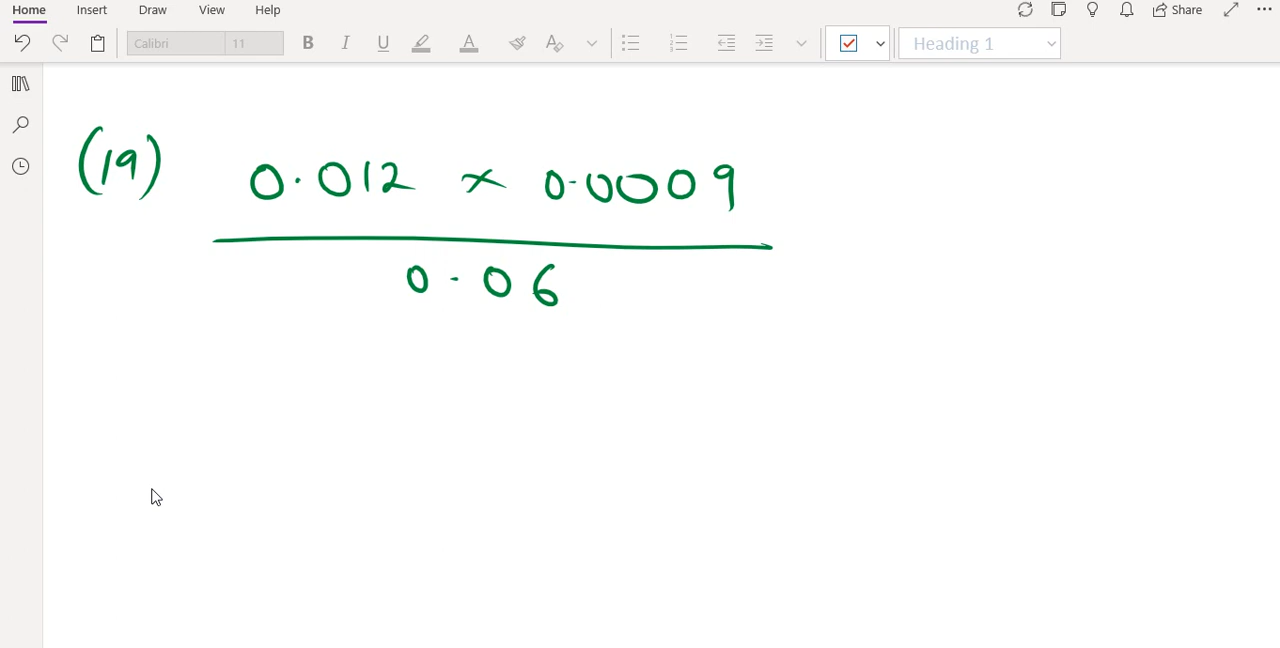 Home Insert Draw View Help Share
Calibri 11 B I U A A Heading 1
(19) 0.012 × 0.0009
0.06